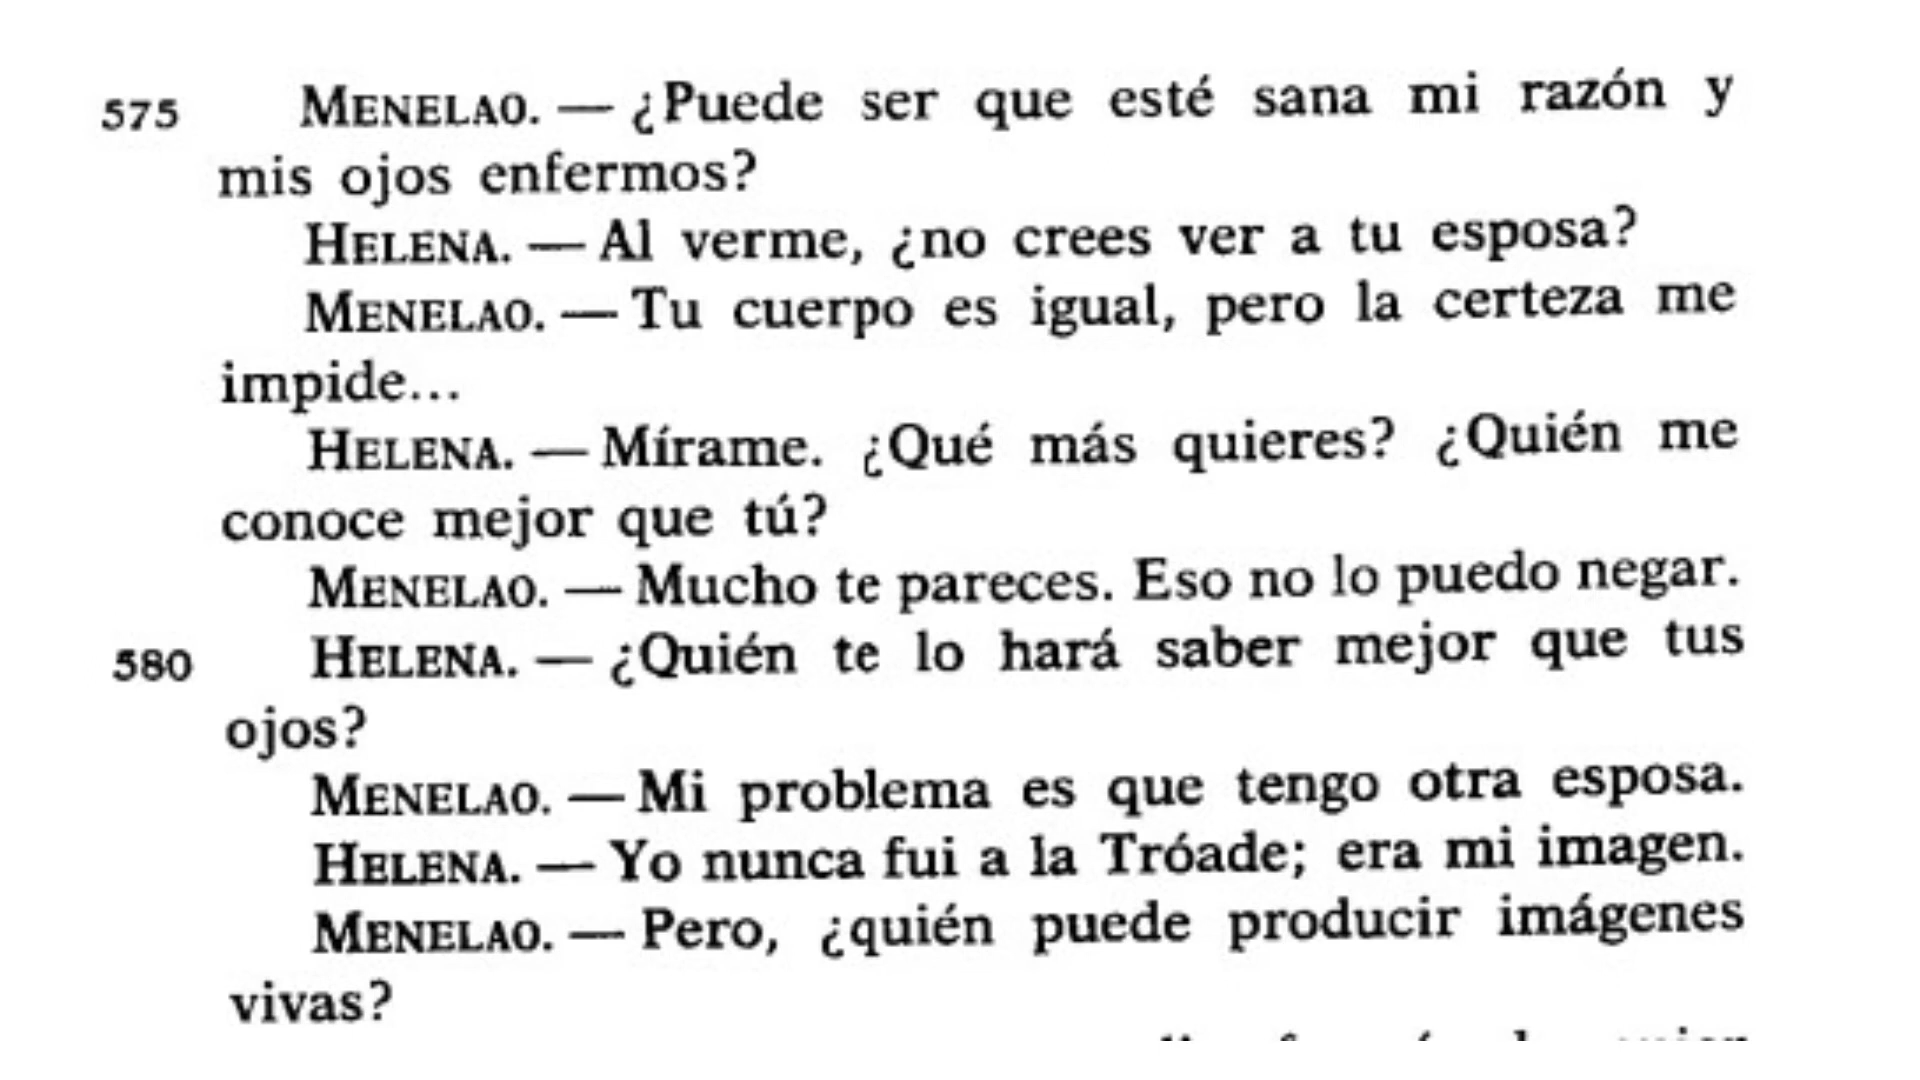 575 MENELAO. — ¿Puede ser que esté sana mi razón y
mis ojos enfermos?
HELENA. — Al verme, ¿no crees ver a tu esposa?
MENELAO. — Tu cuerpo es igual, pero la certeza me
impide...
HELENA. — Mírame. ¿Qué más quieres? ¿Quién me
conoce mejor que tú?
MENELAO. — Mucho te pareces. Eso no lo puedo negar.
580 HELENA. — ¿Quién te lo hará saber mejor que tus
ojos?
MENELAO. — Mi problema es que tengo otra esposa.
HELENA. — Yo nunca fui a la Tróade; era mi imagen.
MENELAO. — Pero, ¿quién puede producir imágenes
vivas?